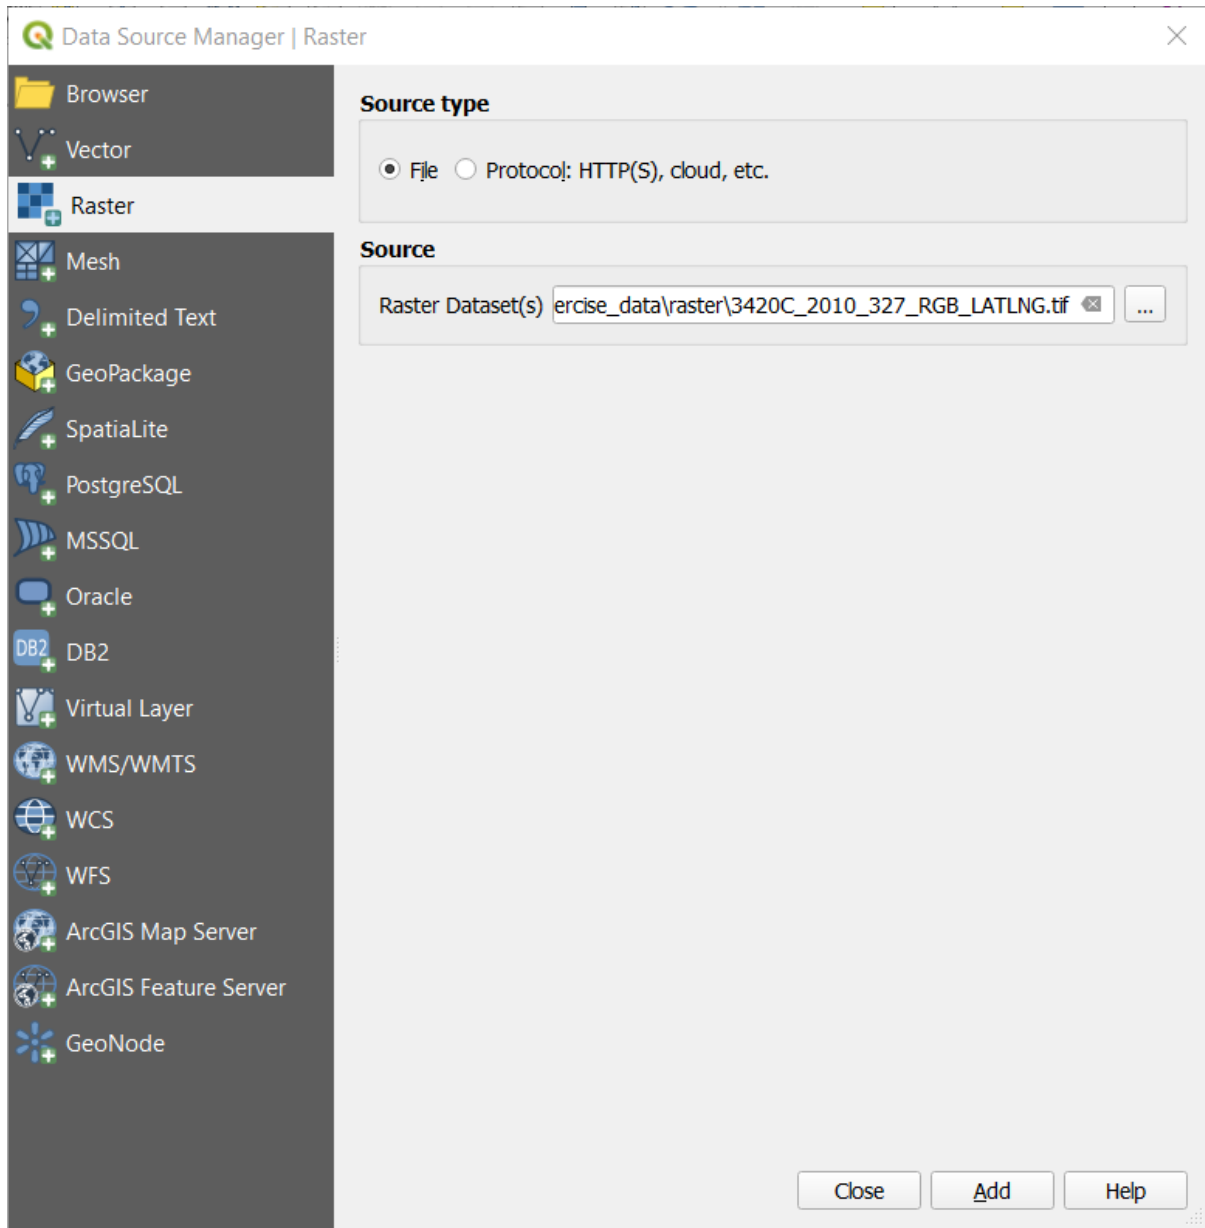 Data Source Manager | Raster
Browser
Vector
Raster
Mesh
Delimited Text
GeoPackage
SpatiaLite
PostgreSQL
MSSQL
Oracle
DB2
DB2
Virtual Layer
WMS/WMTS
WCS
WFS
ArcGIS Map Server
ArcGIS Feature Server
GeoNode
Source type
File Protocol: HTTP(S), cloud, etc.
Source
Raster Dataset(s) ercise_data\raster\3420C_2010_327_RGB_LATLNG.tif ...
Close Add Help